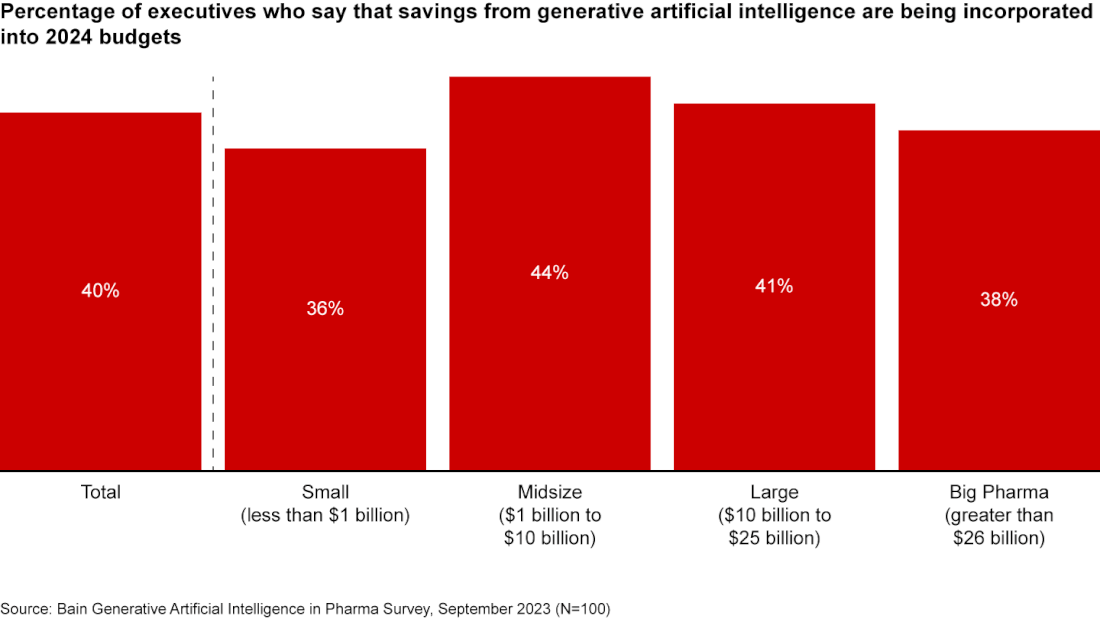 Percentage of executives who say that savings from generative artificial intelligence are being incorporated
into 2024 budgets
40%
36%
44%
41%
38%
Total
Small
(less than $1 billion)
Midsize
($1 billion to
$10 billion)
Large
($10 billion to
$25 billion)
Big Pharma
(greater than
$26 billion)
Source: Bain Generative Artificial Intelligence in Pharma Survey, September 2023 (N=100)